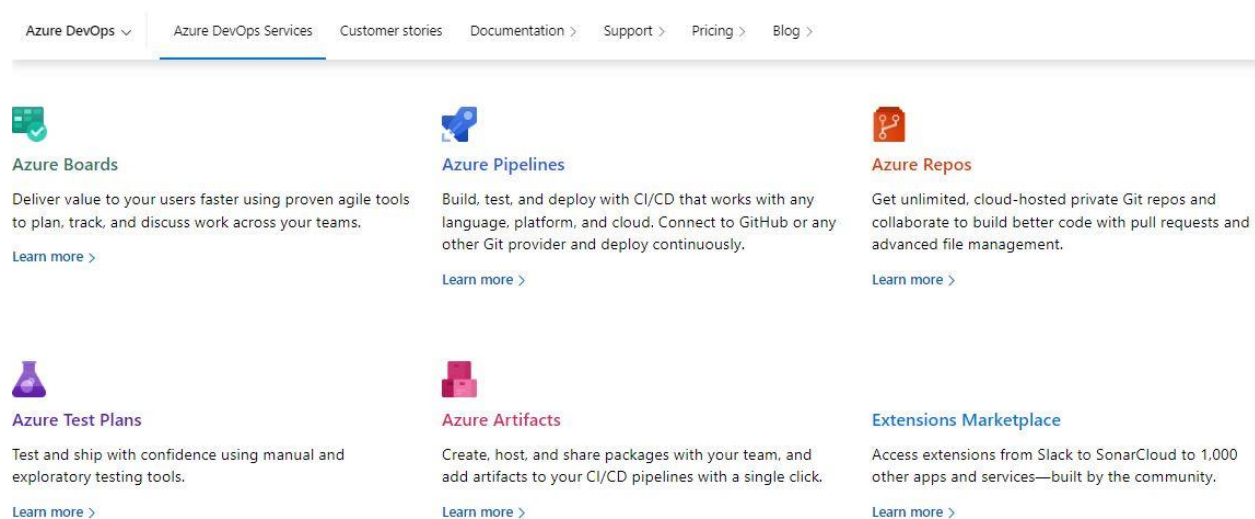 Azure DevOps
Azure DevOps Services
Customer stories
Documentation >
Support >
Pricing >
Blog >
Azure Boards
Deliver value to your users faster using proven agile tools
to plan, track, and discuss work across your teams.
Learn more >
Azure Pipelines
Build, test, and deploy with CI/CD that works with any
language, platform, and cloud. Connect to GitHub or any
other Git provider and deploy continuously.
Learn more >
Azure Repos
Get unlimited, cloud-hosted private Git repos and
collaborate to build better code with pull requests and
advanced file management.
Learn more >
Azure Test Plans
Test and ship with confidence using manual and
exploratory testing tools.
Learn more >
Azure Artifacts
Create, host, and share packages with your team, and
add artifacts to your CI/CD pipelines with a single click.
Learn more >
Extensions Marketplace
Access extensions from Slack to SonarCloud to 1,000
other apps and services—built by the community.
Learn more >